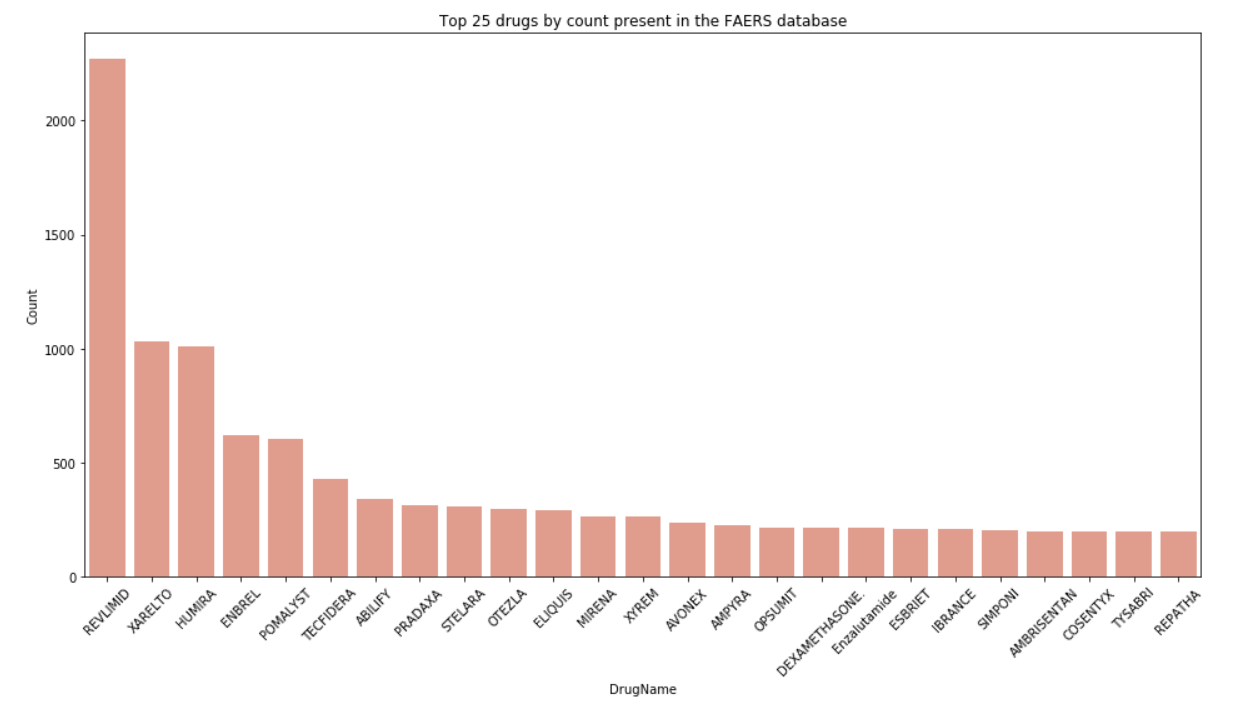 Top 25 drugs by count present in the FAERS database
Count
2000
1500
1000
500
0
REVLIMID
XARELTO
HUMIRA
ENBREL
POMALYST
TECFIDERA
ABILIFY
PRADAXA
STELARA
OTEZLA
ELIQUIS
MIRENA
XYREM
AVONEX
AMPYRA
OPSUMIT
DEXAMETHASONE.
Enzalutamide
ESBRIET
IBRANCE
SIMPONI
AMBRISENTAN
COSENTYX
TYSABRI
REPATHA
DrugName